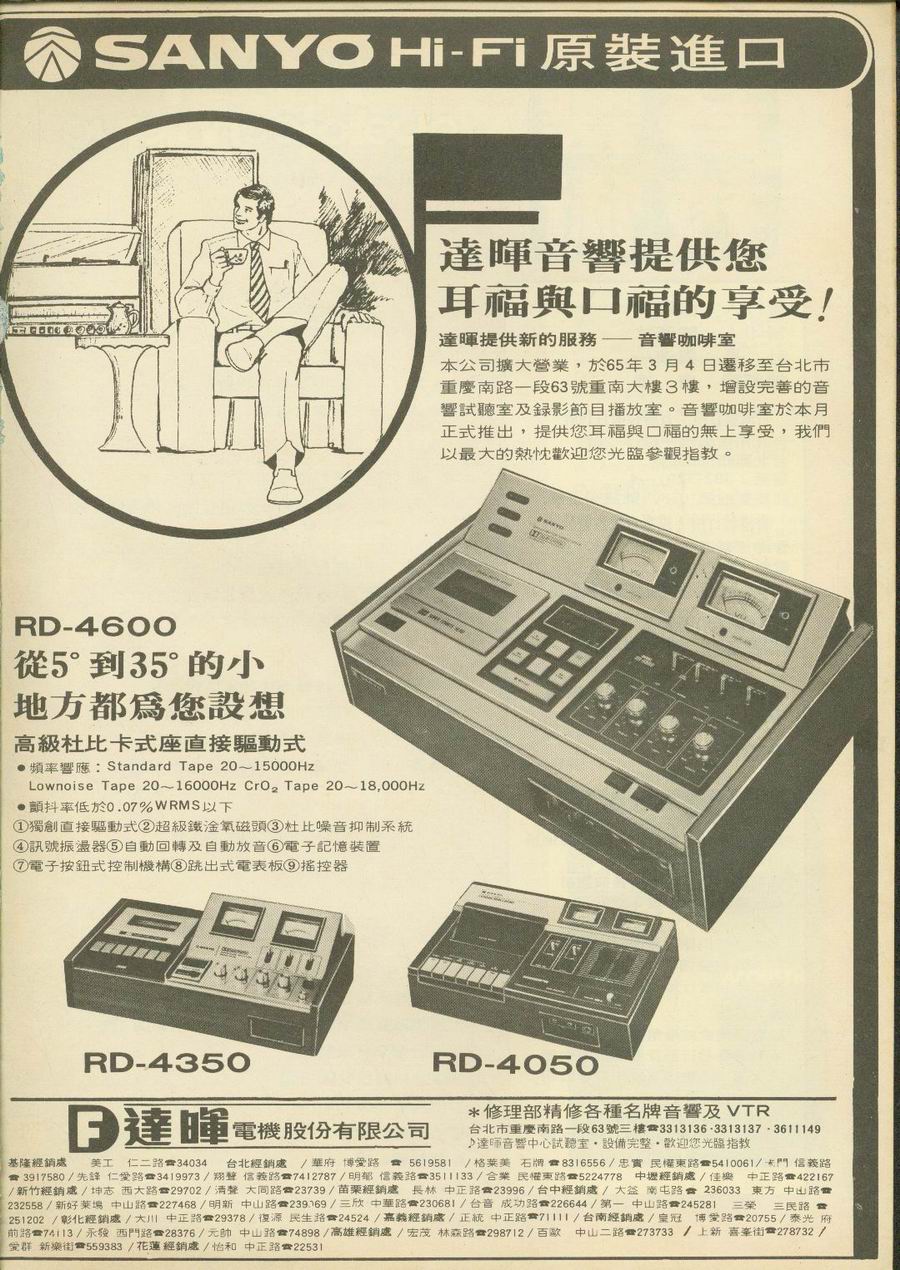 SANYO Hi-Fi 原裝進口
達暉音響提供您
耳福與口福的享受!
達暉提供新的服務──音響咖啡室
本公司擴大營業，於65年3月4日遷移至台北市
重慶南路一段63號重南大樓3樓，增設完善的音
響試聽室及錄影節目播放室。音響咖啡室於本月
正式推出，提供您耳福與口福的無上享受，我們
以最大的熱忱歡迎您光臨參觀指教。
SANYO
RD-4600
從5°到35°的小
地方都爲您設想
高級杜比卡式座直接驅動式
●頻率響應：Standard Tape 20~15000Hz
Lownoise Tape 20~16000Hz CrO₂ Tape 20~18,000Hz
●顫抖率低於0.07%WRMS以下
①獨創直接驅動式②超級鐵淦氧磁頭③杜比噪音抑制系統
④訊號振盪器⑤自動回轉及自動放音⑥電子記憶裝置
⑦電子按鈕式控制機構⑧跳出式電表板⑨搖控器
RD-4350
RD-4050
達暉電機股份有限公司
＊修理部精修各種名牌音響及VTR
台北市重慶南路一段63號三樓☎3313136·3313137·3611149
♪達暉音響中心試聽室·設備完整·歡迎您光臨指教
基隆經銷處 美工 仁二路☎34034 台北經銷處 /華府 博愛路 ☎ 5619581 /格萊美 石牌☎8316556/忠實 民權東路☎5410061/卡門 信義路
☎3917580/先鋒 仁愛路☎3419973/翔聲 信義路☎7412787/明郁 信義路☎3511133/合業 民權東路☎5224778 中壢經銷處/佳樂 中正路☎422167
/新竹經銷處/坤志 西大路☎29702/清聲 大同路☎23739/苗栗經銷處 長林 中正路☎23996/台中經銷處/大益 南屯路☎ 236033 東方 中山路☎
232558/新好萊塢 中山路☎227468/明新 中山路☎/三欣 中華路☎230681/台音 成功路☎226644/第一 中山路☎245281 三榮 三民路 ☎
251202 /彰化經銷處/大川 中正路☎29378/復源 民生路☎24524/嘉義經銷處/正統 中正路☎71111/台南經銷處/皇冠 博愛路☎20755/泰光 府
前路☎74113/永發 西門路☎28376/元帥 中山路☎74898/高雄經銷處/宏茂 林森路☎298712/百歐 中山二路☎273733 / 上新 喜峯街☎278732/
愛群 新樂街☎559383/花蓮經銷處/怡和 中正路☎22531